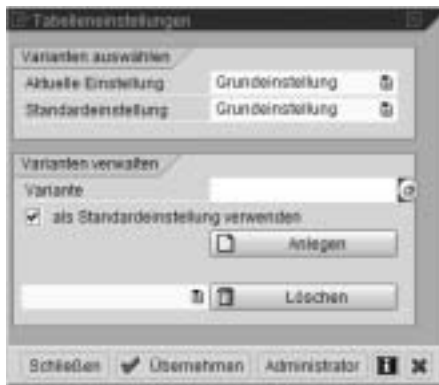 Tabelleneinstellungen
Varianten auswählen
Aktuelle Einstellung Grundeinstellung
Standardeinstellung Grundeinstellung
Varianten verwalten
Variante
als Standardeinstellung verwenden
Anlegen
Löschen
Schließen Übernehmen Administrator